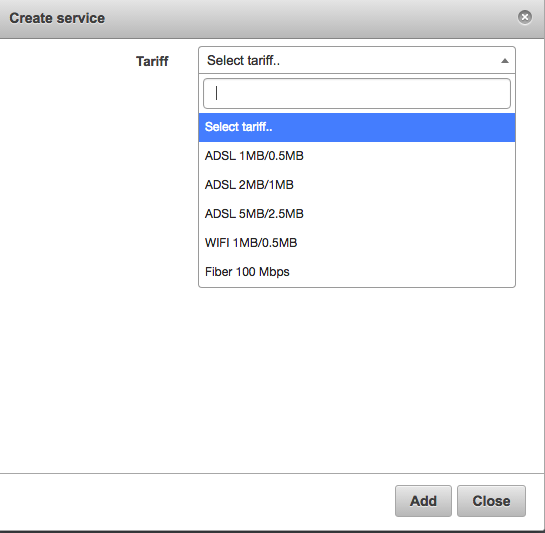 Create service
Tariff
Select tariff..
Select tariff..
ADSL 1MB/0.5MB
ADSL 2MB/1MB
ADSL 5MB/2.5MB
WIFI 1MB/0.5MB
Fiber 100 Mbps
Add
Close